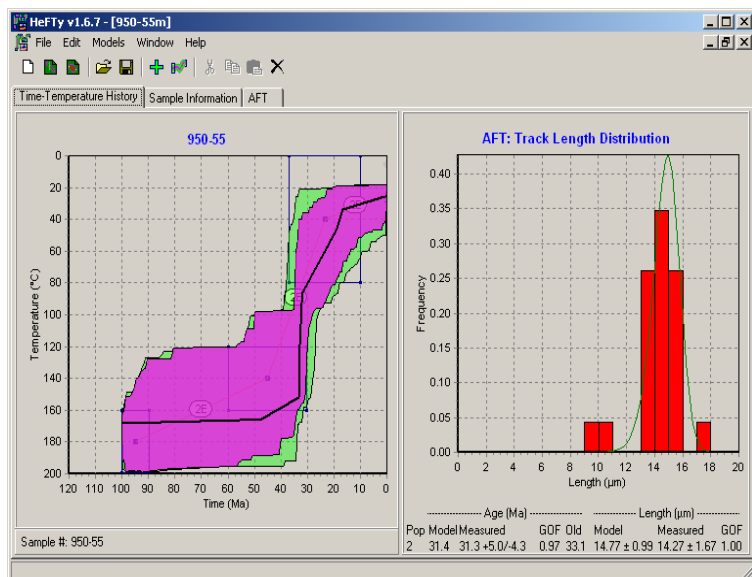 HeFTy v1.6.7 - [950-55m]
File Edit Models Window Help
Time-Temperature History Sample Information AFT
950-55
0
20
40
60
80
100
120
140
160
180
200
Temperature (°C)
2E
120 110 100 90 80 70 60 50 40 30 20 10 0
Time (Ma)
Sample #: 950-55
AFT: Track Length Distribution
0.40
0.35
0.30
0.25
0.20
0.15
0.10
0.05
0.00
Frequency
0 2 4 6 8 10 12 14 16 18 20
Length (µm)
Age (Ma) Length (µm)
Pop Model Measured GOF Old Model Measured GOF
2 31.4 31.3 +5.0/-4.3 0.97 33.1 14.77 ± 0.99 14.27 ± 1.67 1.00